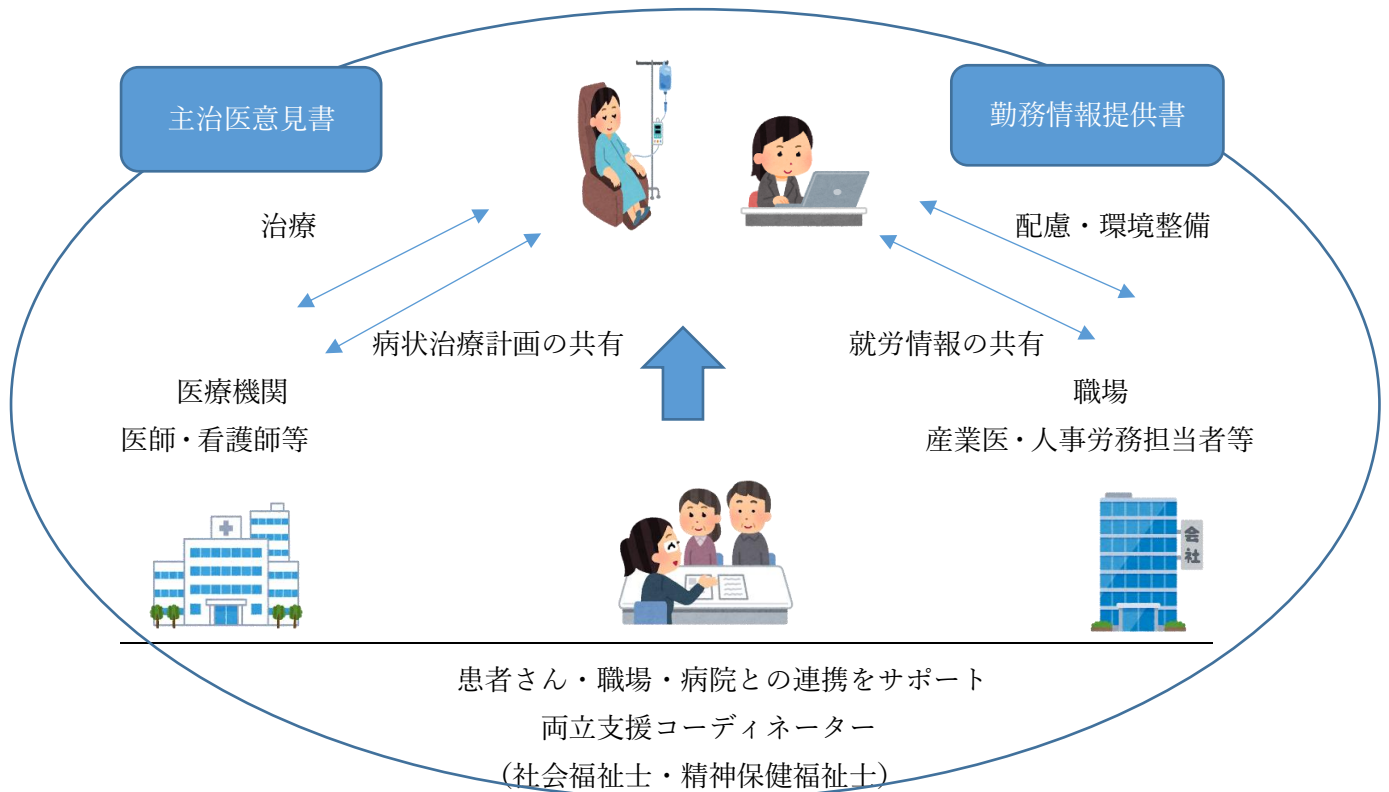 主治医意見書
勤務情報提供書
治療
配慮・環境整備
病状治療計画の共有
就労情報の共有
医療機関
職場
医師・看護師等
産業医・人事労務担当者等
会社
患者さん・職場・病院との連携をサポート
両立支援コーディネーター
(社会福祉士・精神保健福祉士)